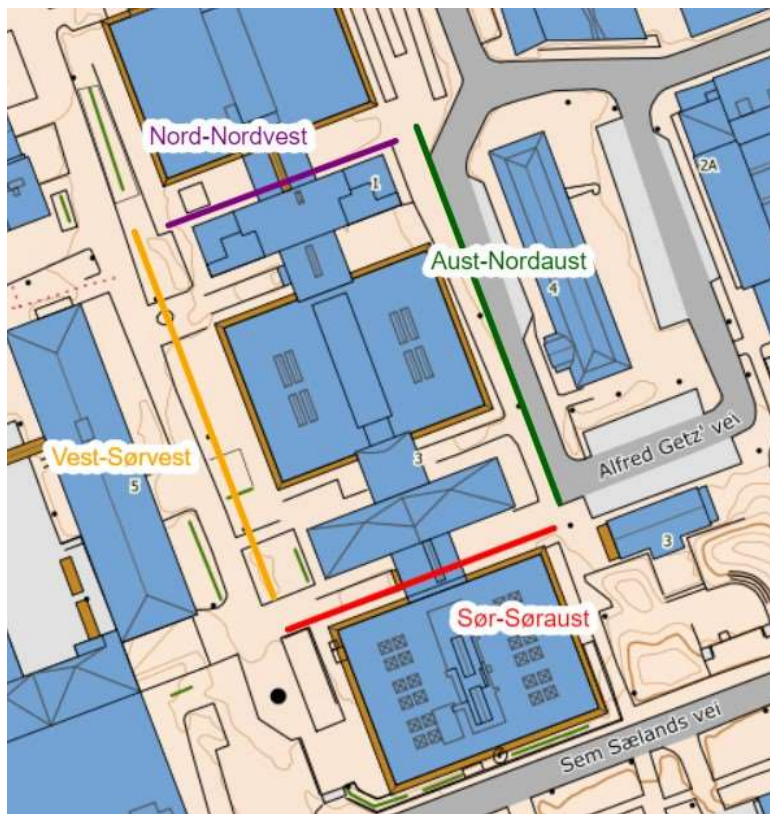 Nord-Nordvest
2A
1
Aust-Nordaust
4
Vest-Sørvest
3
Alfred Getz' vei
5
3
Sør-Søraust
Sem Sælands vei